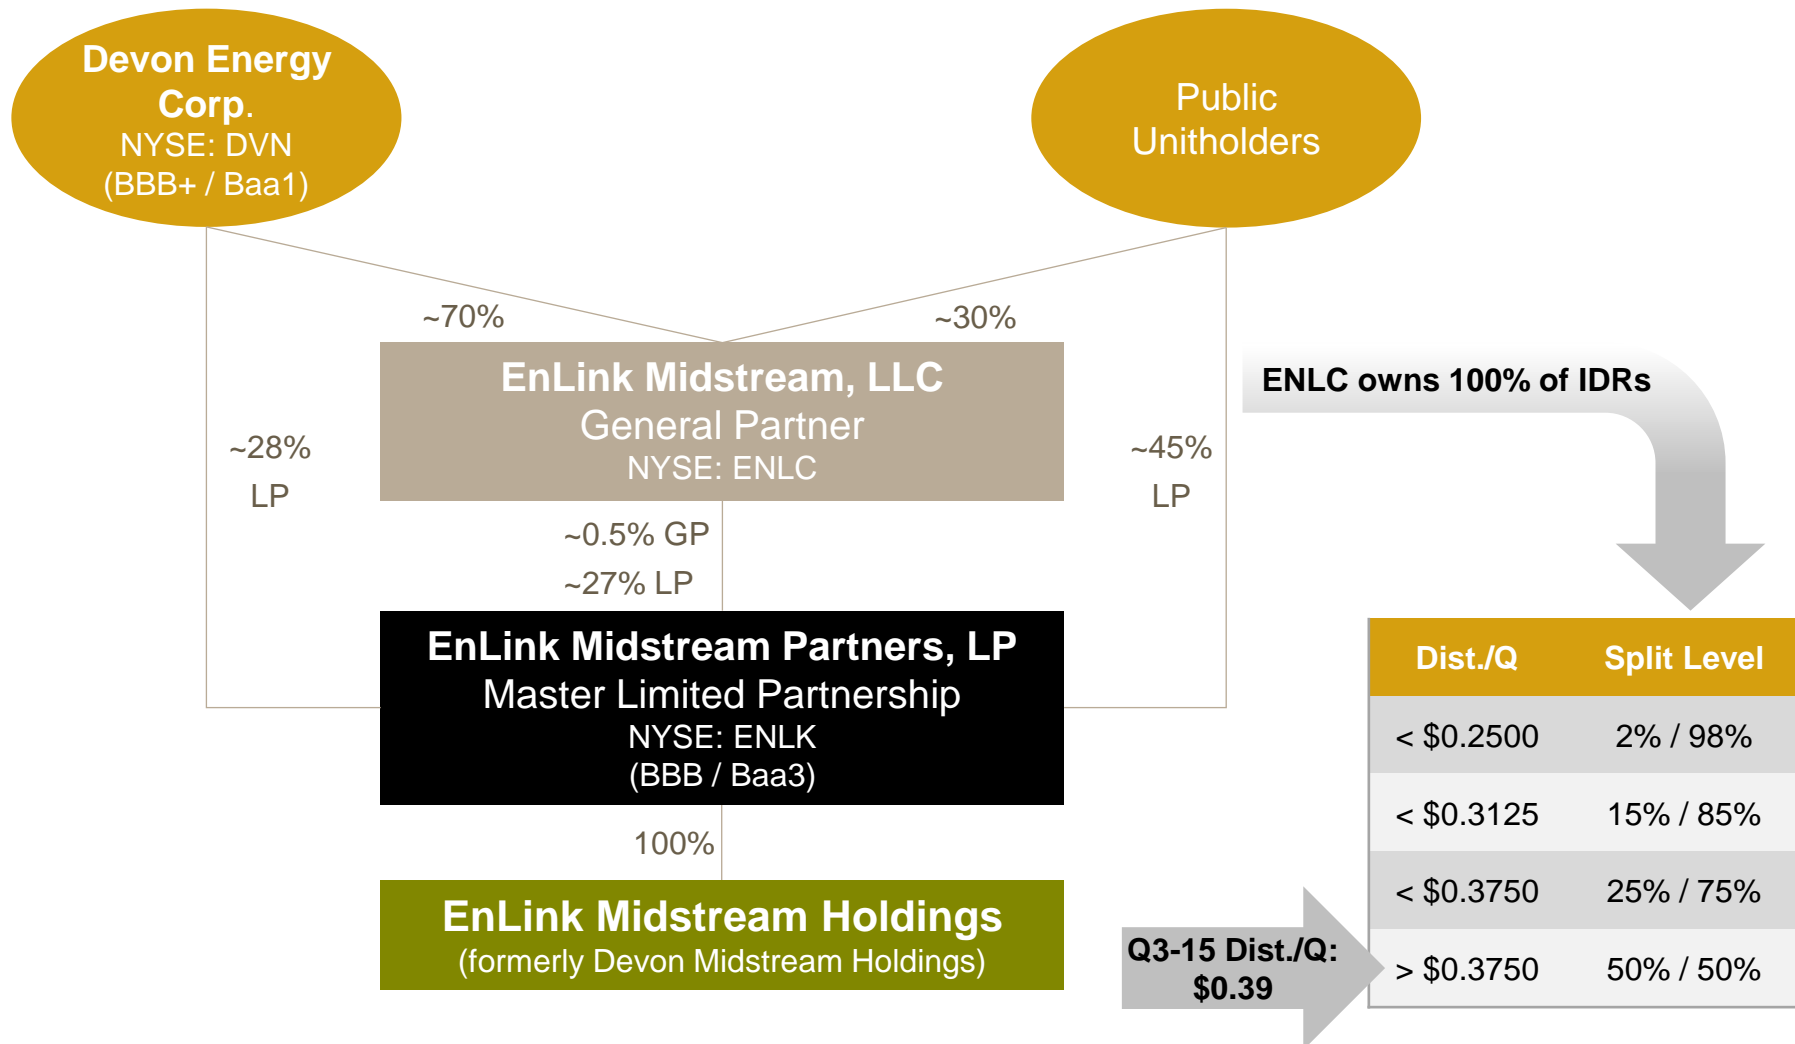 Devon Energy
Corp.
NYSE: DVN
(BBB+ / Baa1)
Public
Unitholders
~70%
~30%
EnLink Midstream, LLC
General Partner
NYSE: ENLC
ENLC owns 100% of IDRs
~28%
LP
~45%
LP
~0.5% GP
~27% LP
EnLink Midstream Partners, LP
Master Limited Partnership
NYSE: ENLK
(BBB / Baa3)
100%
EnLink Midstream Holdings
(formerly Devon Midstream Holdings)
Dist./Q Split Level
< $0.2500 2% / 98%
< $0.3125 15% / 85%
< $0.3750 25% / 75%
> $0.3750 50% / 50%
Q3-15 Dist./Q:
$0.39